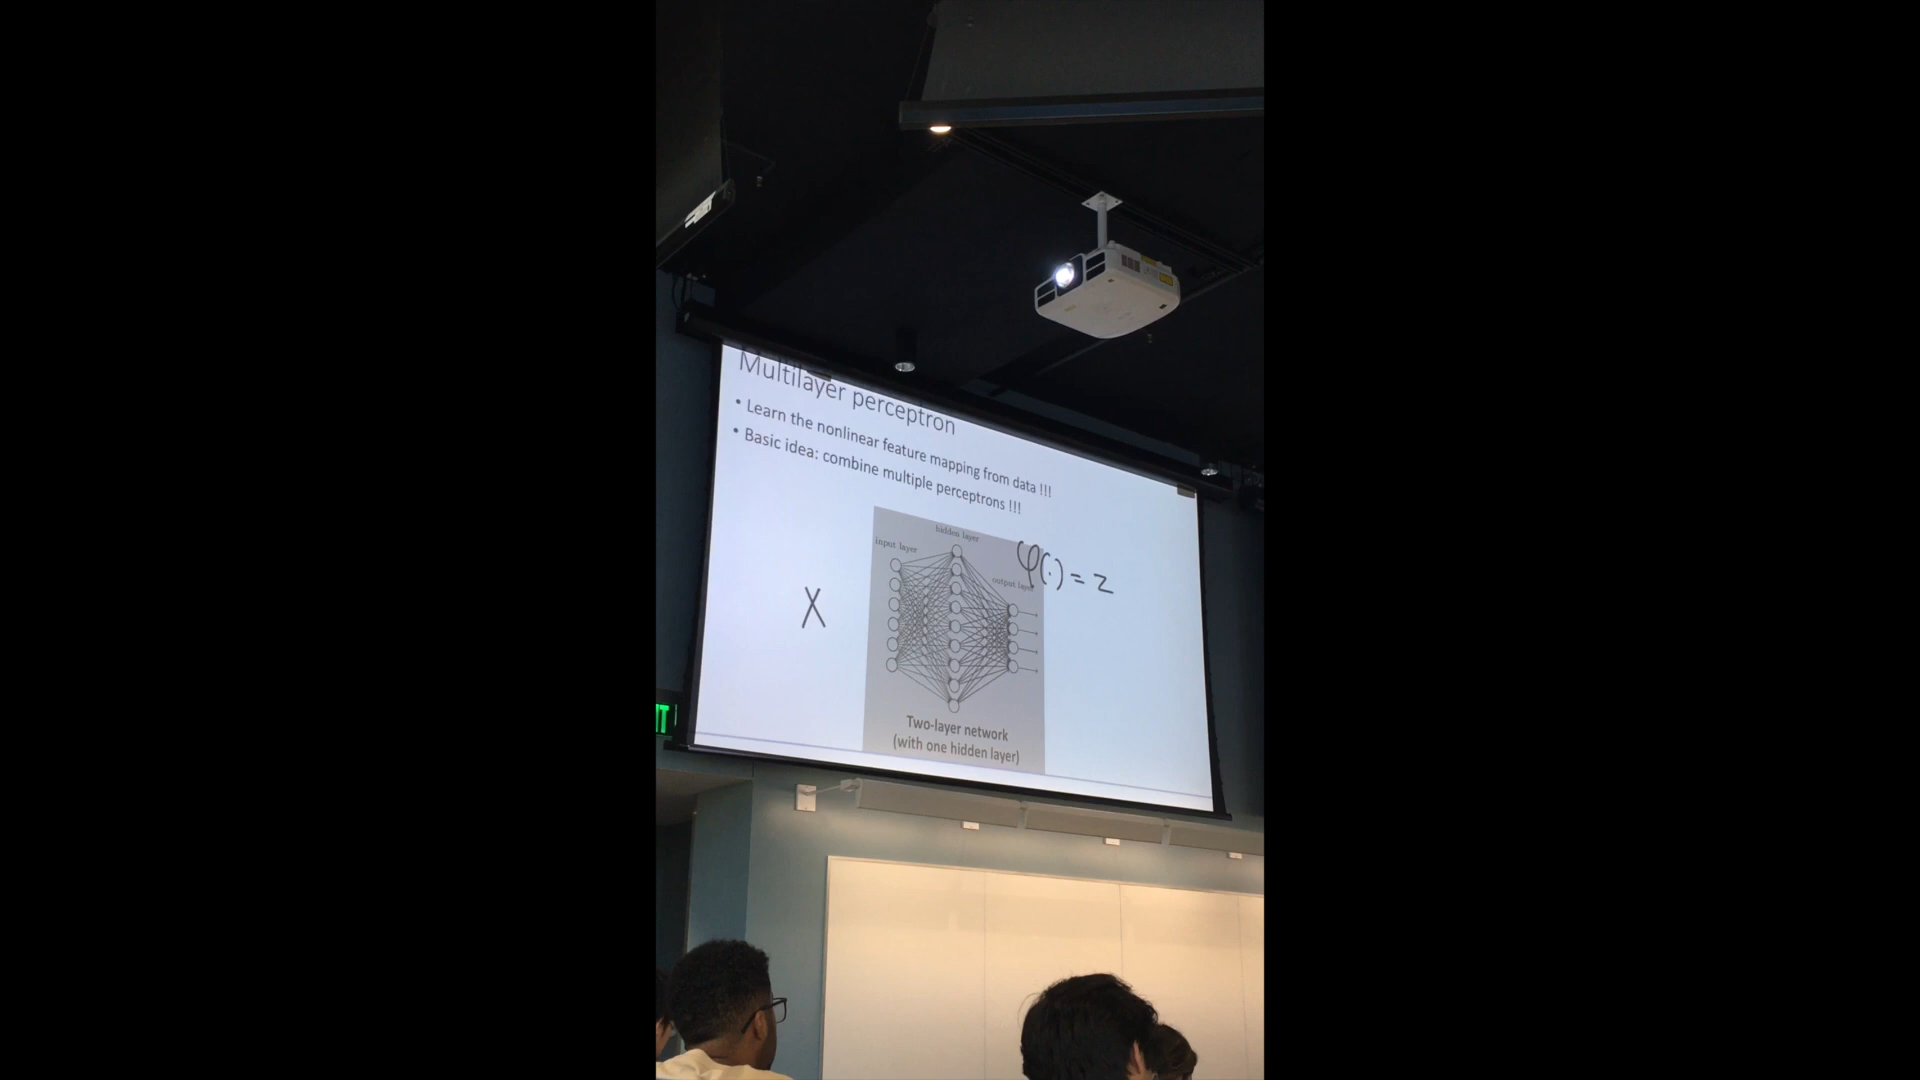 Multilayer perceptron
• Learn the nonlinear feature mapping from data !!!
• Basic idea: combine multiple perceptrons !!!
hidden layer
input layer
φ(·) = z
output layer
X
Two-layer network
(with one hidden layer)
IT